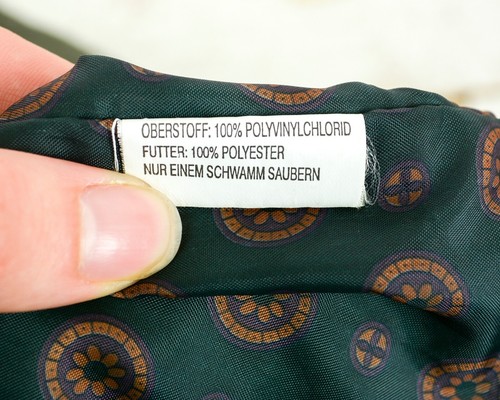 OBERSTOFF: 100% POLYVINYLCHLORID
FUTTER: 100% POLYESTER
NUR EINEM SCHWAMM SAUBERN